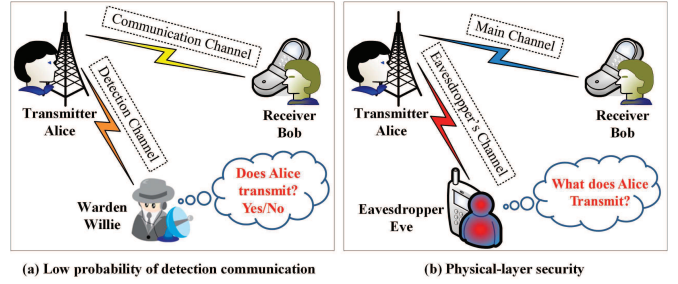 Communication Channel
Detection Channel
Transmitter
Alice
Receiver
Bob
Does Alice
transmit?
Yes/No
Warden
Willie
(a) Low probability of detection communication
Main Channel
Eavesdropper's Channel
Transmitter
Alice
Receiver
Bob
What does Alice
Transmit?
Eavesdropper
Eve
(b) Physical-layer security